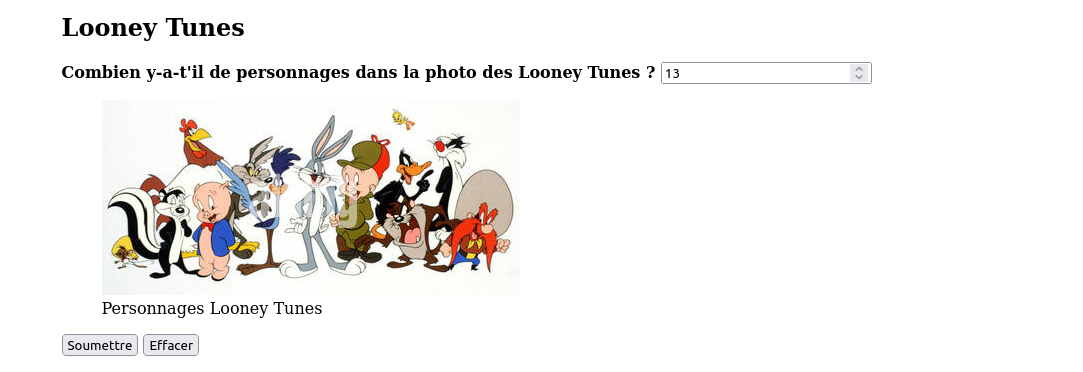 Looney Tunes
Combien y-a-t'il de personnages dans la photo des Looney Tunes ? 13
Personnages Looney Tunes
Soumettre Effacer